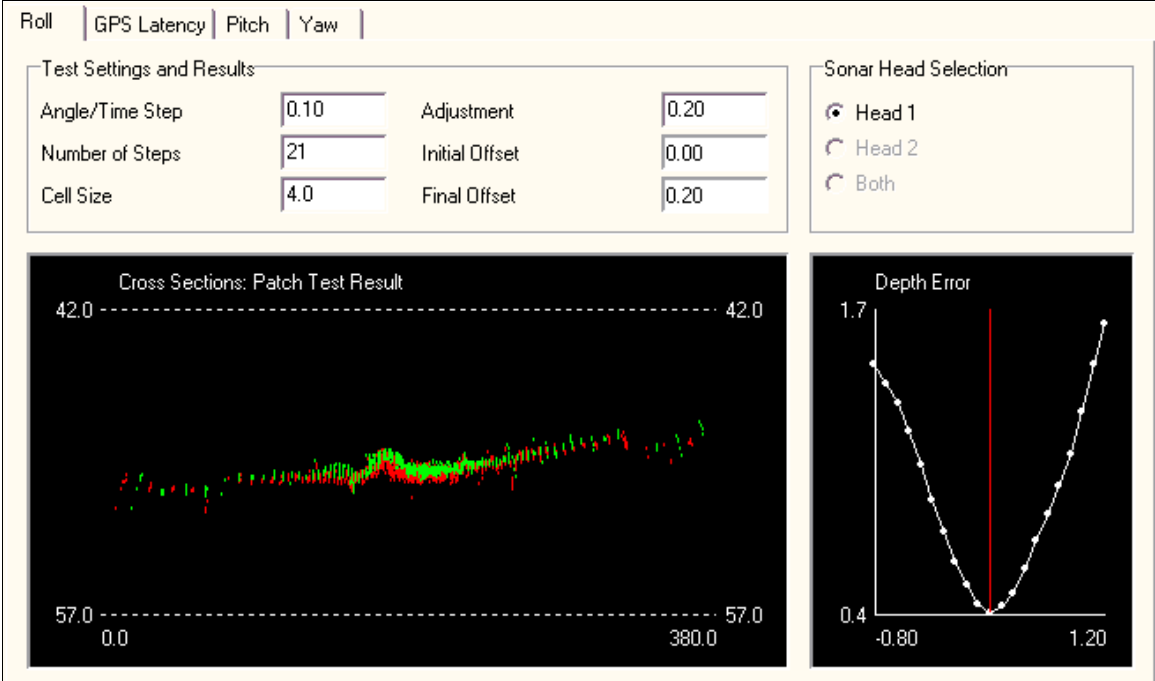 Roll GPS Latency Pitch Yaw
Test Settings and Results
Angle/Time Step 0.10 Adjustment 0.20
Number of Steps 21 Initial Offset 0.00
Cell Size 4.0 Final Offset 0.20
Sonar Head Selection
Head 1
Head 2
Both
Cross Sections: Patch Test Result
42.0 42.0
57.0 57.0
0.0 380.0
Depth Error
1.7
0.4
-0.80 1.20